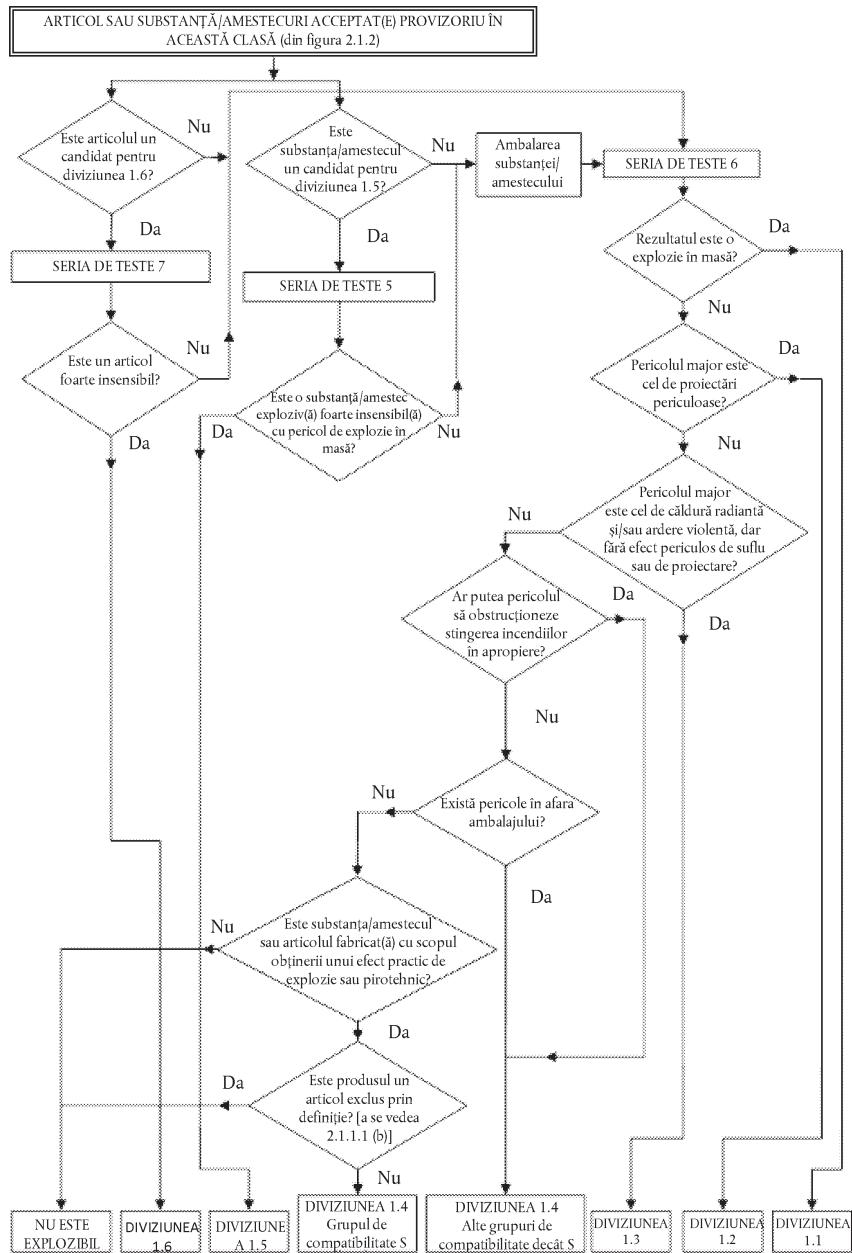 ARTICOL SAU SUBSTANȚĂ/AMESTECURI ACCEPTAT(E) PROVIZORIU ÎN
ACEASTĂ CLASĂ (din figura 2.1.2)
Este articolul un
candidat pentru
diviziunea 1.6?
Nu
Da
SERIA DE TESTE 7
Este un articol
foarte insensibil?
Nu
Da
Este
substanța/amestecul
un candidat pentru
diviziunea 1.5?
Nu
Da
SERIA DE TESTE 5
Este o substanță/amestec
exploziv(ă) foarte insensibil(ă)
cu pericol de explozie în
masă?
Da
Nu
Ambalarea
substanței/
amestecului
SERIA DE TESTE 6
Rezultatul este o
explozie în masă?
Da
Nu
Pericolul major este
cel de proiectări
periculoase?
Da
Nu
Pericolul major
este cel de căldură radiantă
și/sau ardere violentă, dar
fără efect periculos de suflu
sau de proiectare?
Nu
Da
Ar putea pericolul
să obstrucționeze
stingerea incendiilor
în apropiere?
Da
Nu
Există pericole în afara
ambalajului?
Nu
Da
Este substanța/amestecul
sau articolul fabricat(ă) cu scopul
obținerii unui efect practic de
explozie sau pirotehnic?
Nu
Da
Este produsul un
articol exclus prin
definiție? [a se vedea
2.1.1.1 (b)]
Da
Nu
NU ESTE
EXPLOZIBIL
DIVIZIUNEA
1.6
DIVIZIUNE
A 1.5
DIVIZIUNEA 1.4
Grupul de
compatibilitate S
DIVIZIUNEA 1.4
Alte grupuri de
compatibilitate decât S
DIVIZIUNEA
1.3
DIVIZIUNEA
1.2
DIVIZIUNEA
1.1